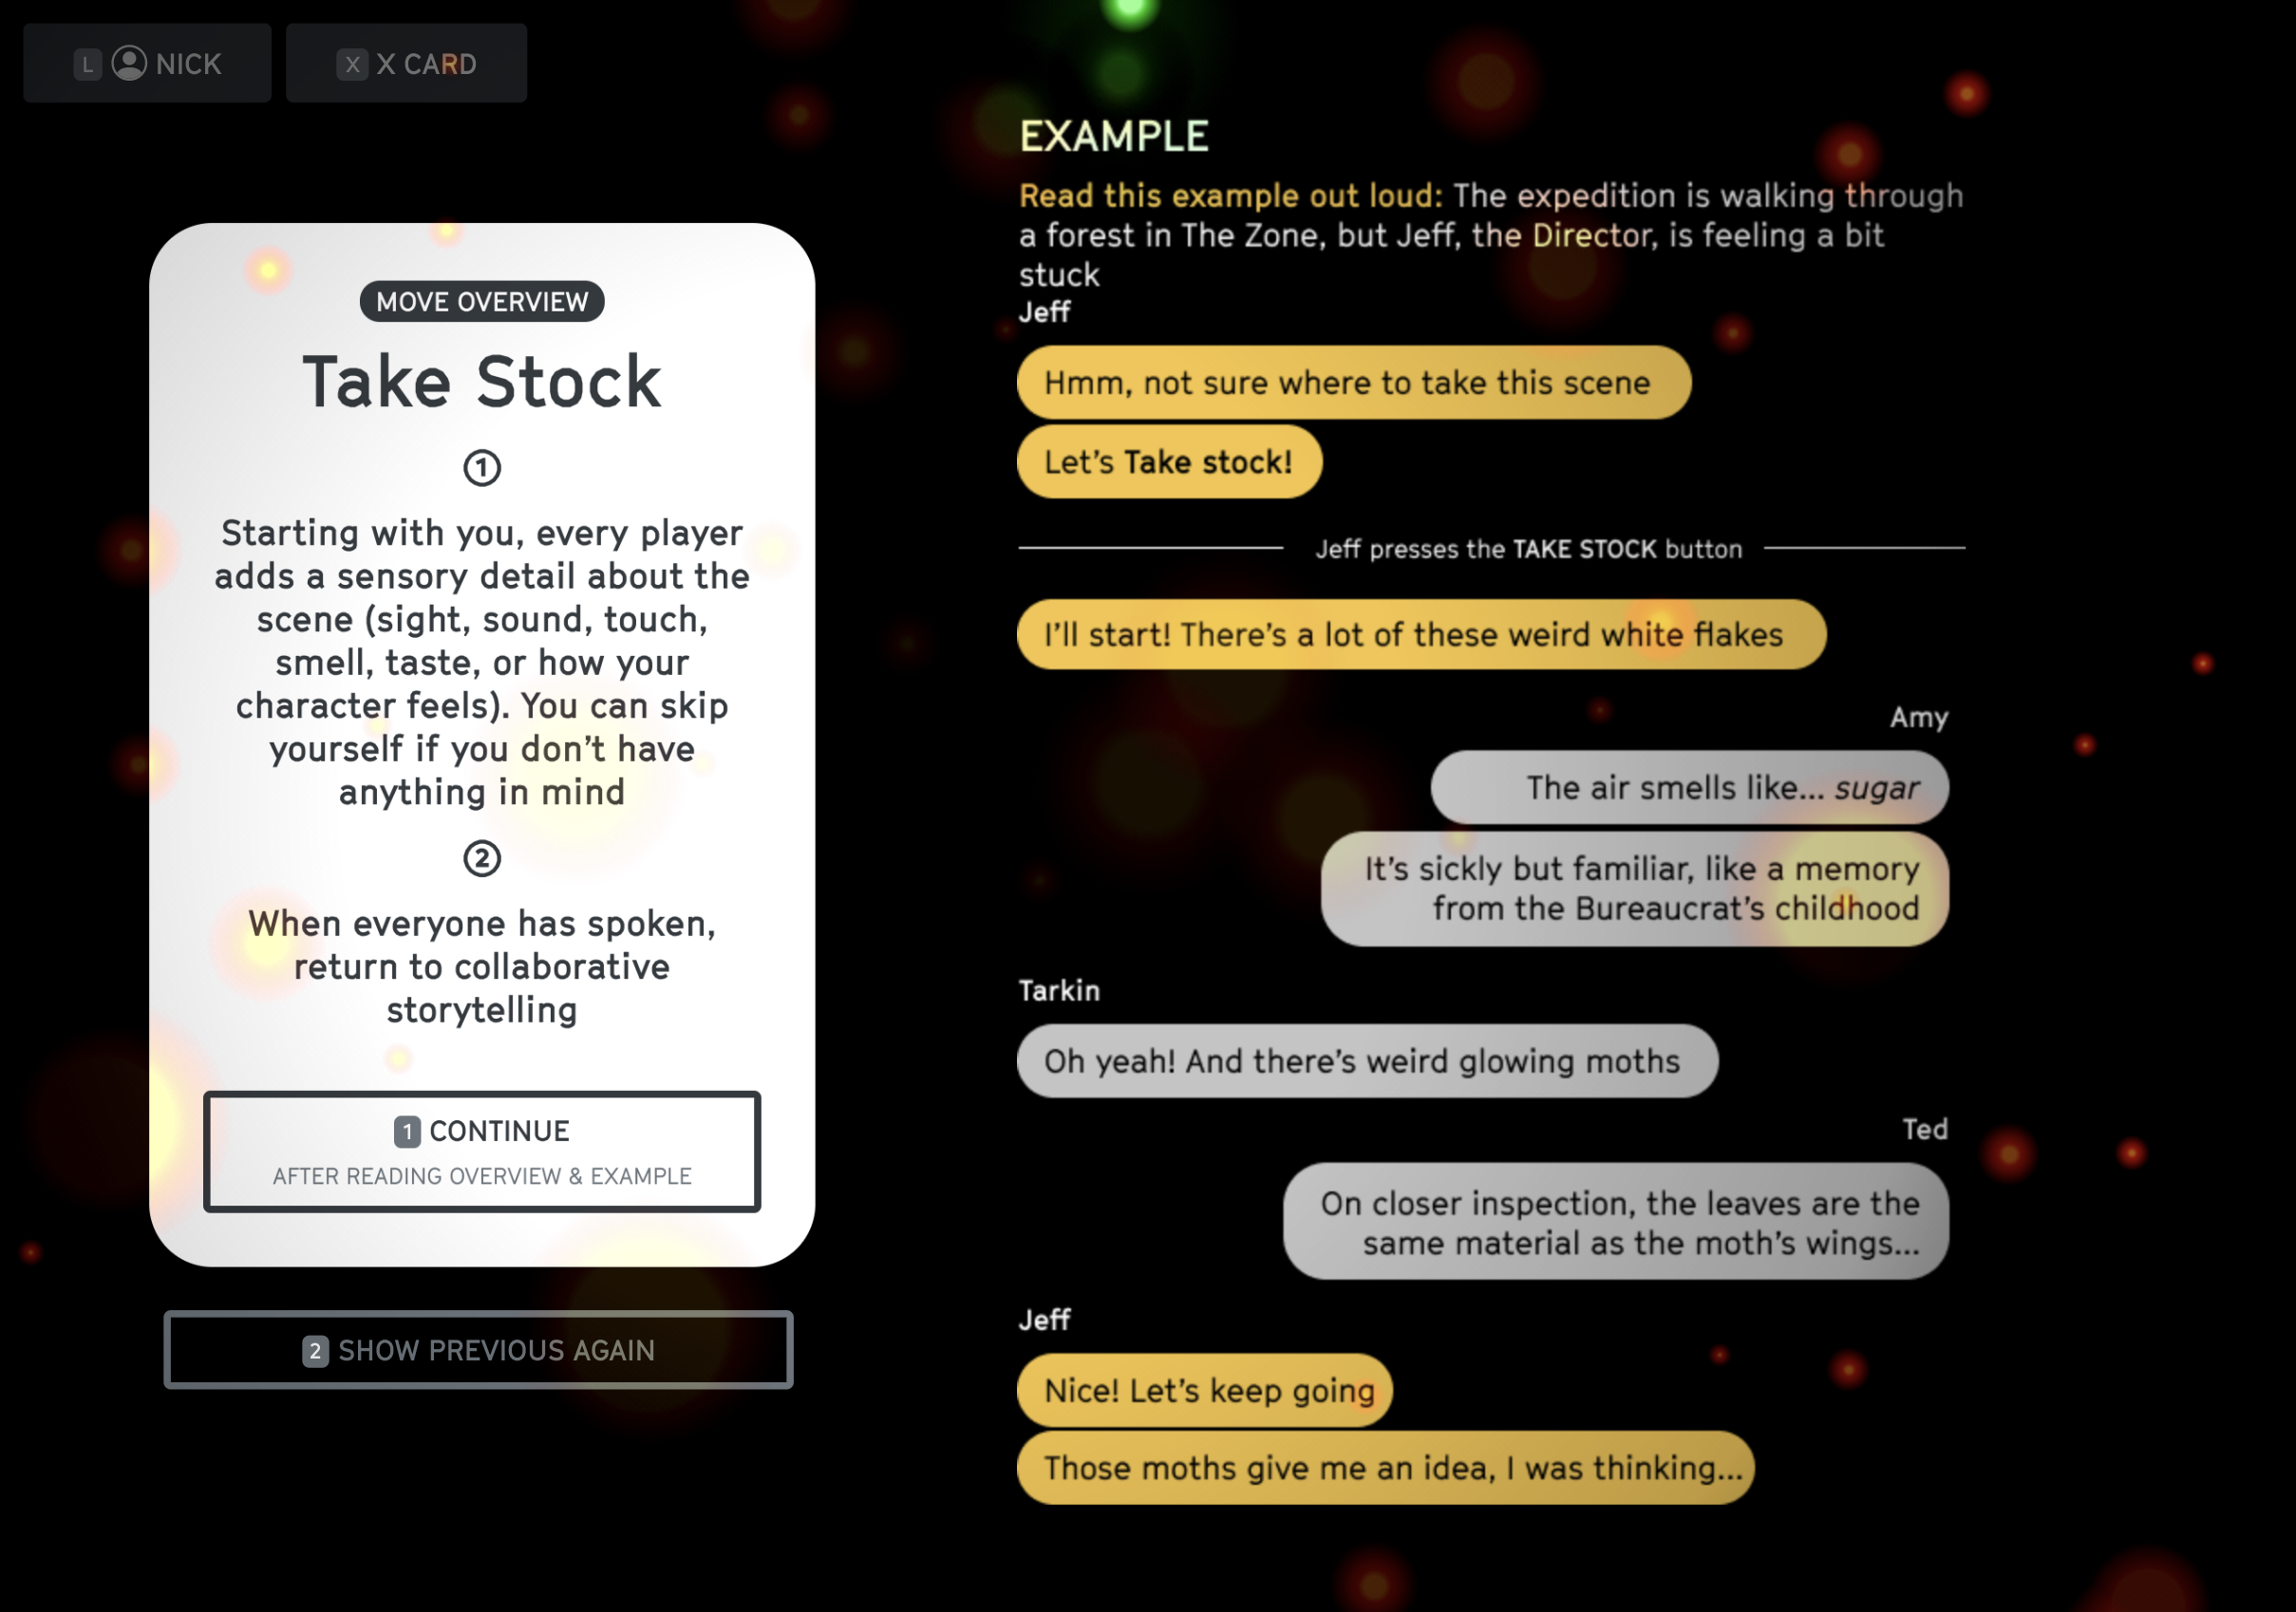 L NICK
X X CARD
MOVE OVERVIEW
Take Stock
1
Starting with you, every player
adds a sensory detail about the
scene (sight, sound, touch,
smell, taste, or how your
character feels). You can skip
yourself if you don't have
anything in mind
2
When everyone has spoken,
return to collaborative
storytelling
1 CONTINUE
AFTER READING OVERVIEW & EXAMPLE
2 SHOW PREVIOUS AGAIN
EXAMPLE
Read this example out loud: The expedition is walking through
a forest in The Zone, but Jeff, the Director, is feeling a bit
stuck
Jeff
Hmm, not sure where to take this scene
Let's Take stock!
Jeff presses the TAKE STOCK button
I'll start! There's a lot of these weird white flakes
Amy
The air smells like... sugar
It's sickly but familiar, like a memory
from the Bureaucrat's childhood
Tarkin
Oh yeah! And there's weird glowing moths
Ted
On closer inspection, the leaves are the
same material as the moth's wings...
Jeff
Nice! Let's keep going
Those moths give me an idea, I was thinking...